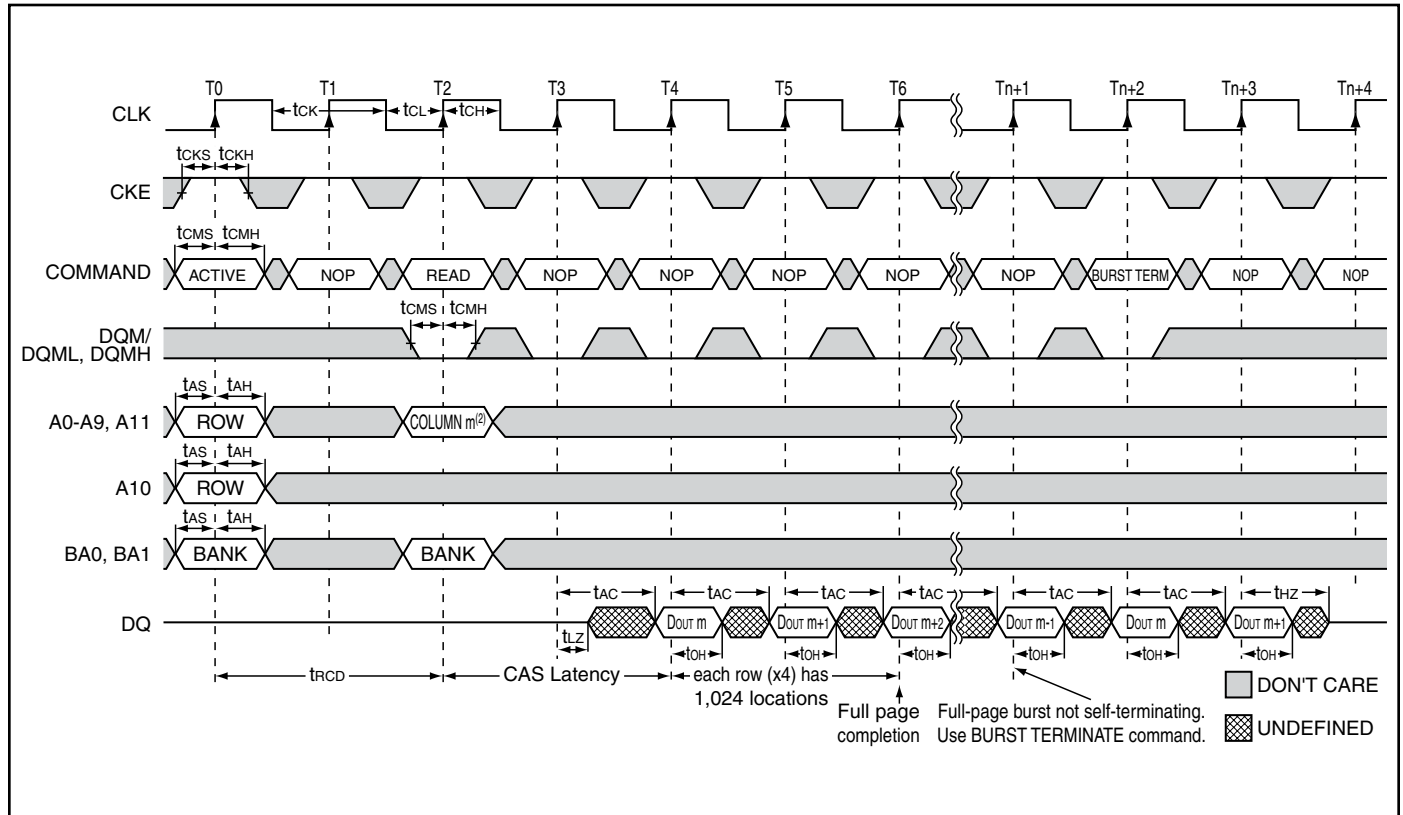 T0 T1 T2 T3 T4 T5 T6 Tn+1 Tn+2 Tn+3 Tn+4
CLK tCK tCL tCH
tCKS tCKH
CKE
tCMS tCMH
COMMAND ACTIVE NOP READ NOP NOP NOP NOP NOP BURST TERM NOP NOP
tCMS tCMH
DQM/
DQML, DQMH
tAS tAH
A0-A9, A11 ROW COLUMN m(2)
tAS tAH
A10 ROW
tAS tAH
BA0, BA1 BANK BANK
tAC tAC tAC tAC tAC tAC tHZ
DQ DOUT m DOUT m+1 DOUT m+2 DOUT m-1 DOUT m DOUT m+1
tLZ tOH tOH tOH tOH tOH tOH
tRCD CAS Latency each row (x4) has
1,024 locations
Full page
completion
Full-page burst not self-terminating.
Use BURST TERMINATE command.
DON'T CARE
UNDEFINED